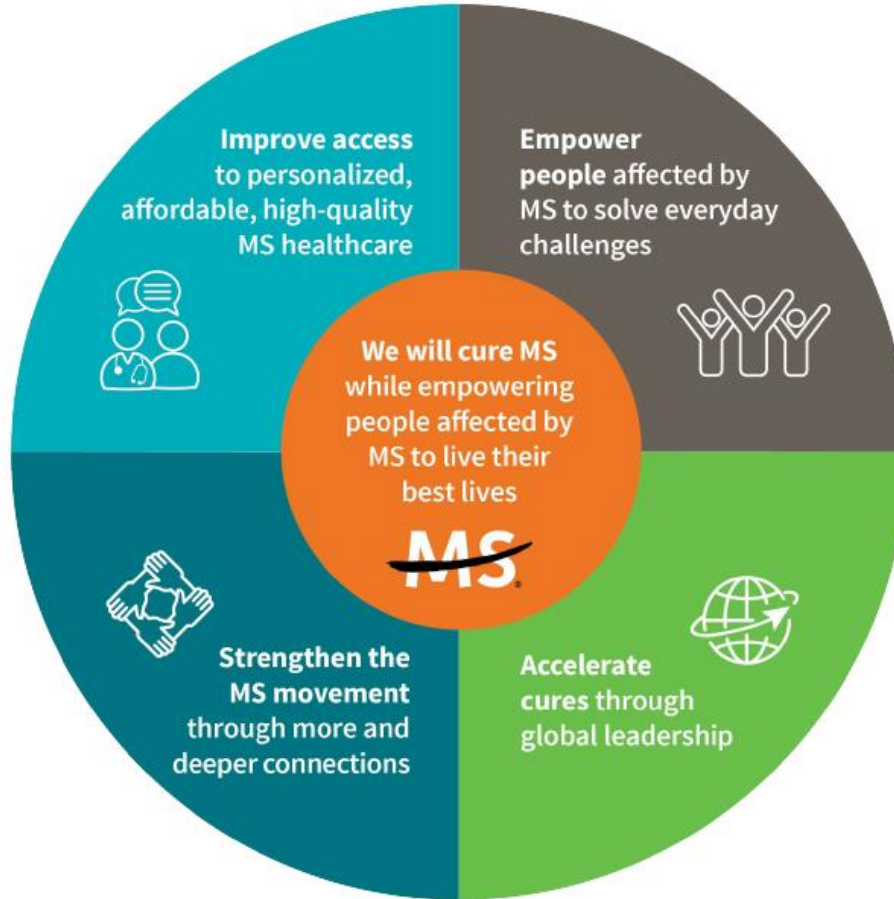 Improve access
to personalized,
affordable, high-quality
MS healthcare
Empower
people affected by
MS to solve everyday
challenges
We will cure MS
while empowering
people affected by
MS to live their
best lives
MS®
Strengthen the
MS movement
through more and
deeper connections
Accelerate
cures through
global leadership